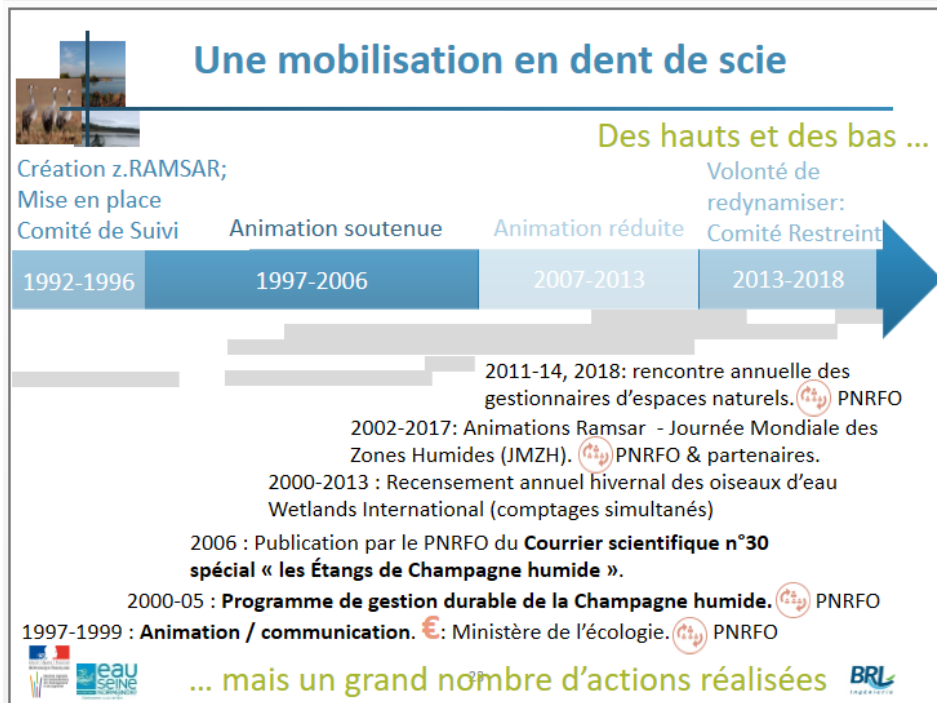 Une mobilisation en dent de scie
Des hauts et des bas ...
Création z.RAMSAR;
Mise en place
Comité de Suivi
Animation soutenue
Animation réduite
Volonté de
redynamiser:
Comité Restreint
1992-1996
1997-2006
2007-2013
2013-2018
2011-14, 2018: rencontre annuelle des
gestionnaires d’espaces naturels. PNRFO
2002-2017: Animations Ramsar - Journée Mondiale des
Zones Humides (JMZH). PNRFO & partenaires.
2000-2013 : Recensement annuel hivernal des oiseaux d’eau
Wetlands International (comptages simultanés)
2006 : Publication par le PNRFO du Courrier scientifique n°30
spécial « les Étangs de Champagne humide ».
2000-05 : Programme de gestion durable de la Champagne humide. PNRFO
1997-1999 : Animation / communication. €: Ministère de l’écologie. PNRFO
... mais un grand nombre d’actions réalisées
23
eau
SEINE
NORMANDIE
BRL
Ingénierie